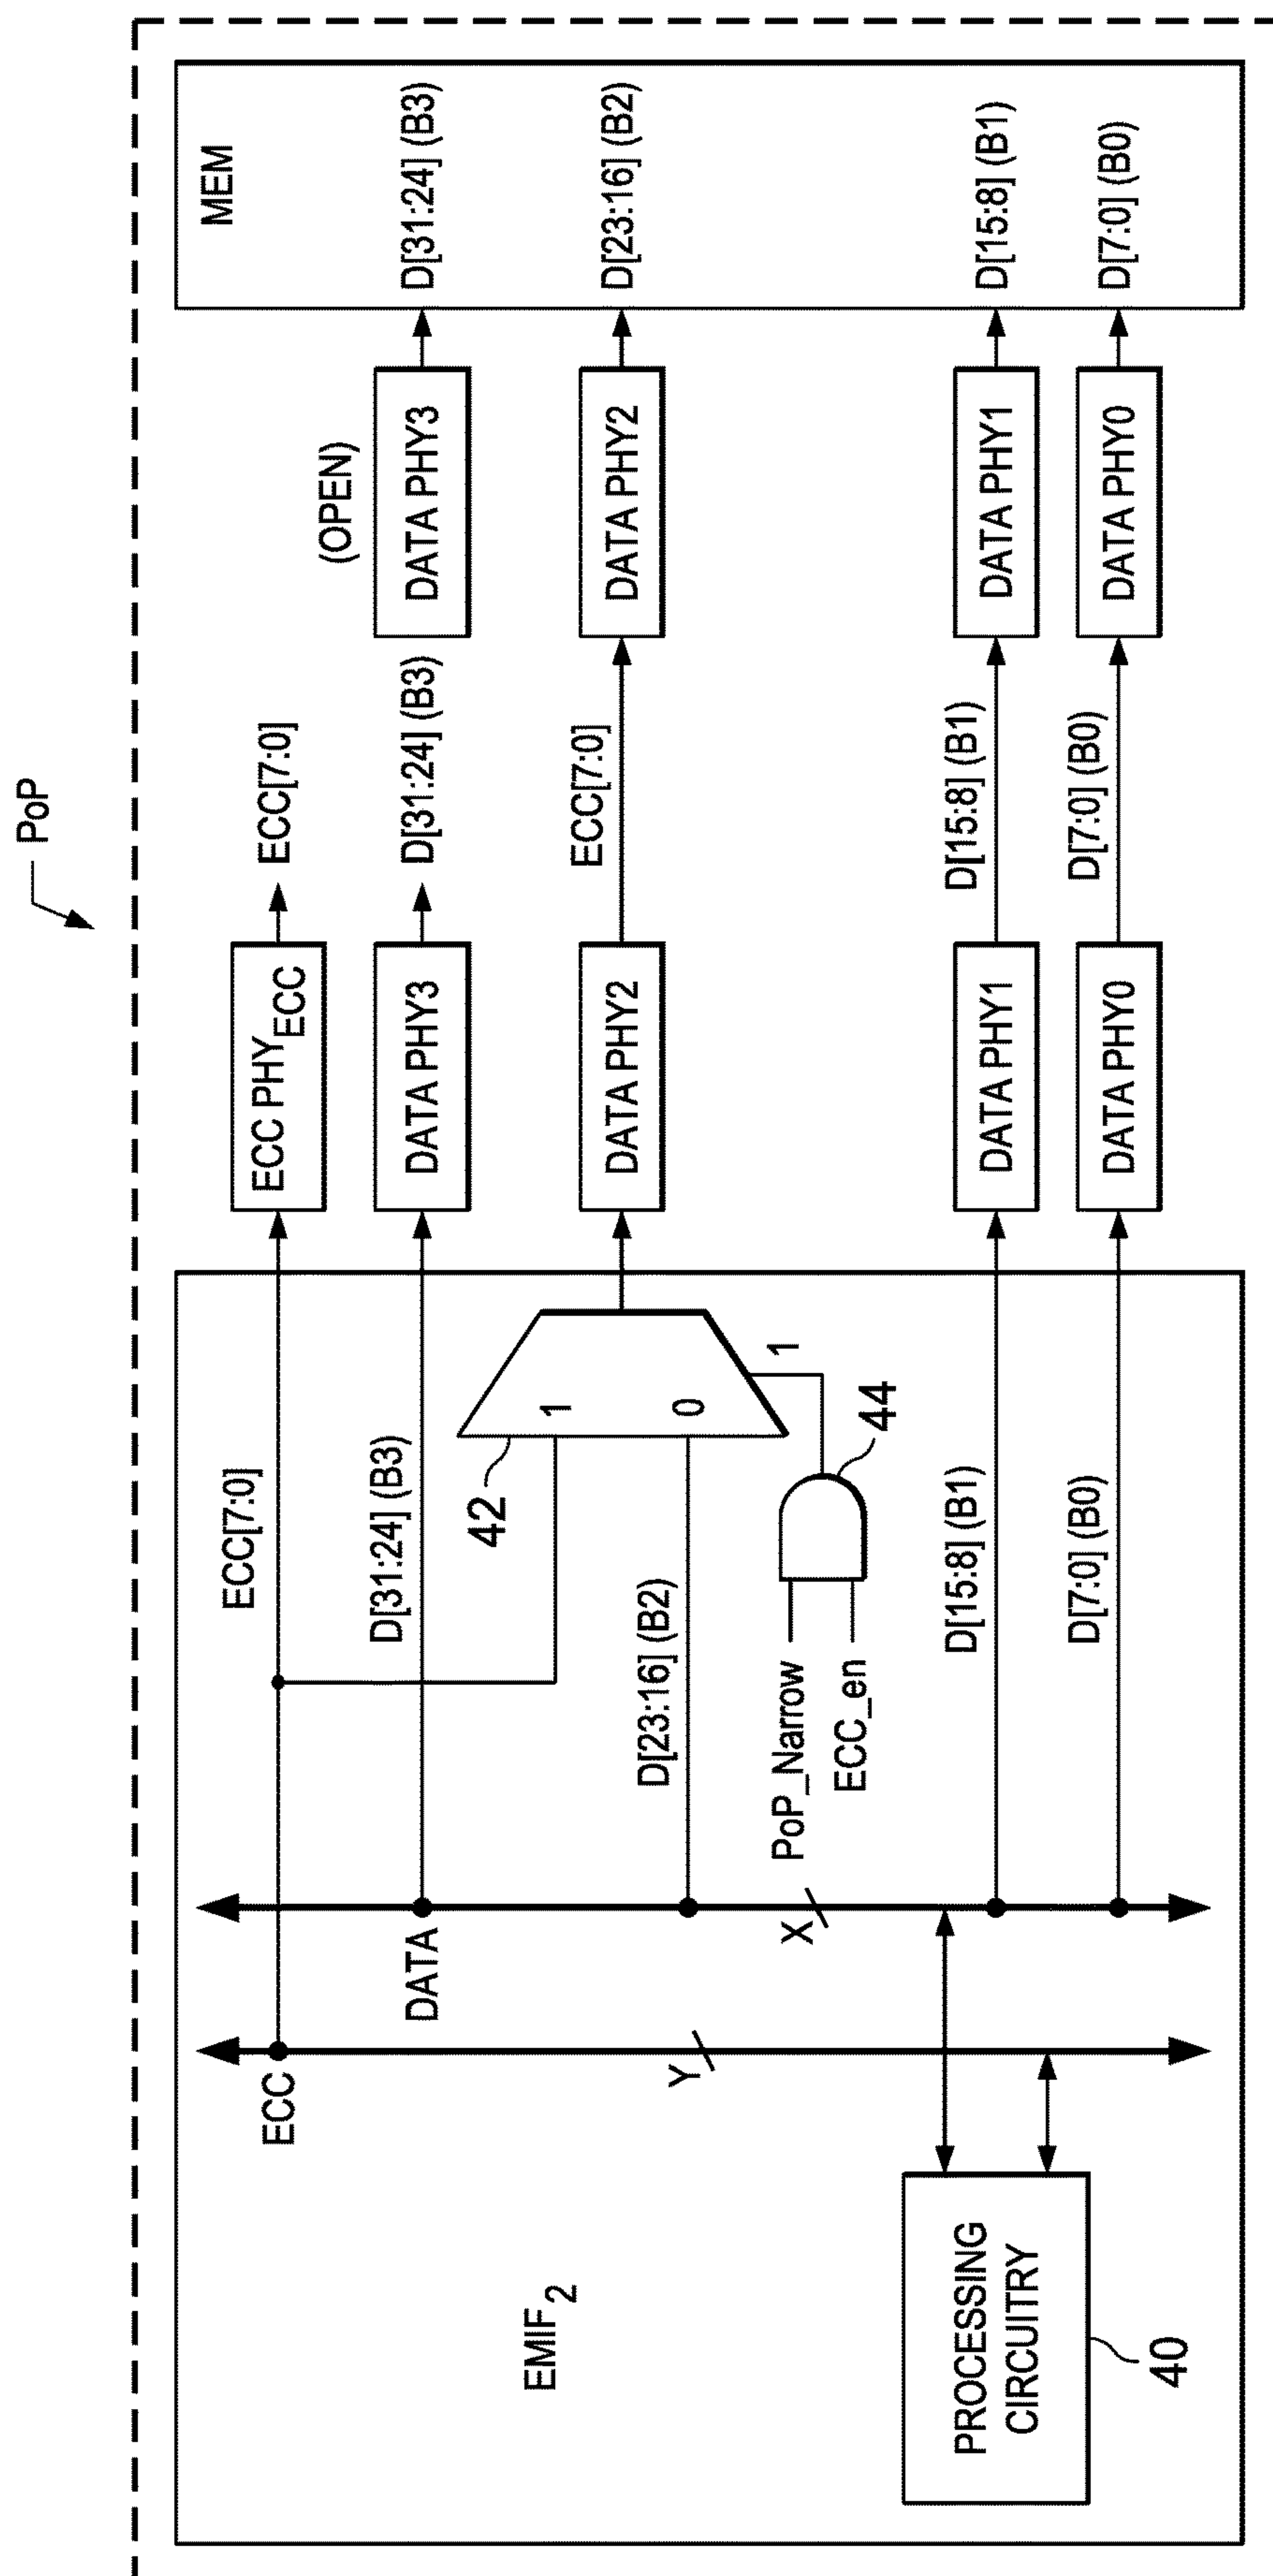 PoP
ECC
ECC[7:0]
ECC PHYECC
ECC[7:0]
DATA
D[31:24] (B3)
DATA PHY3
D[31:24] (B3)
(OPEN)
DATA PHY3
MEM
D[31:24] (B3)
42
1
0
1
D[23:16] (B2)
DATA PHY2
ECC[7:0]
DATA PHY2
D[23:16] (B2)
EMIF2
Y
X
PoP_Narrow
ECC_en
44
PROCESSING
CIRCUITRY
40
D[15:8] (B1)
DATA PHY1
D[15:8] (B1)
DATA PHY1
D[15:8] (B1)
D[7:0] (B0)
DATA PHY0
D[7:0] (B0)
DATA PHY0
D[7:0] (B0)